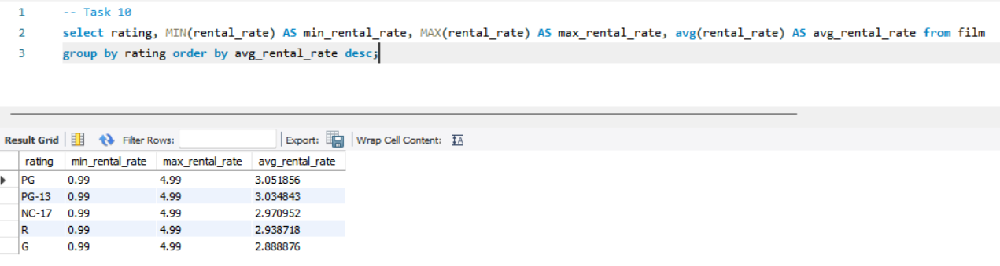 1 -- Task 10
2 select rating, MIN(rental_rate) AS min_rental_rate, MAX(rental_rate) AS max_rental_rate, avg(rental_rate) AS avg_rental_rate from film
3 group by rating order by avg_rental_rate desc;
Result Grid Filter Rows: Export: Wrap Cell Content: IA
rating min_rental_rate max_rental_rate avg_rental_rate
PG 0.99 4.99 3.051856
PG-13 0.99 4.99 3.034843
NC-17 0.99 4.99 2.970952
R 0.99 4.99 2.938718
G 0.99 4.99 2.888876